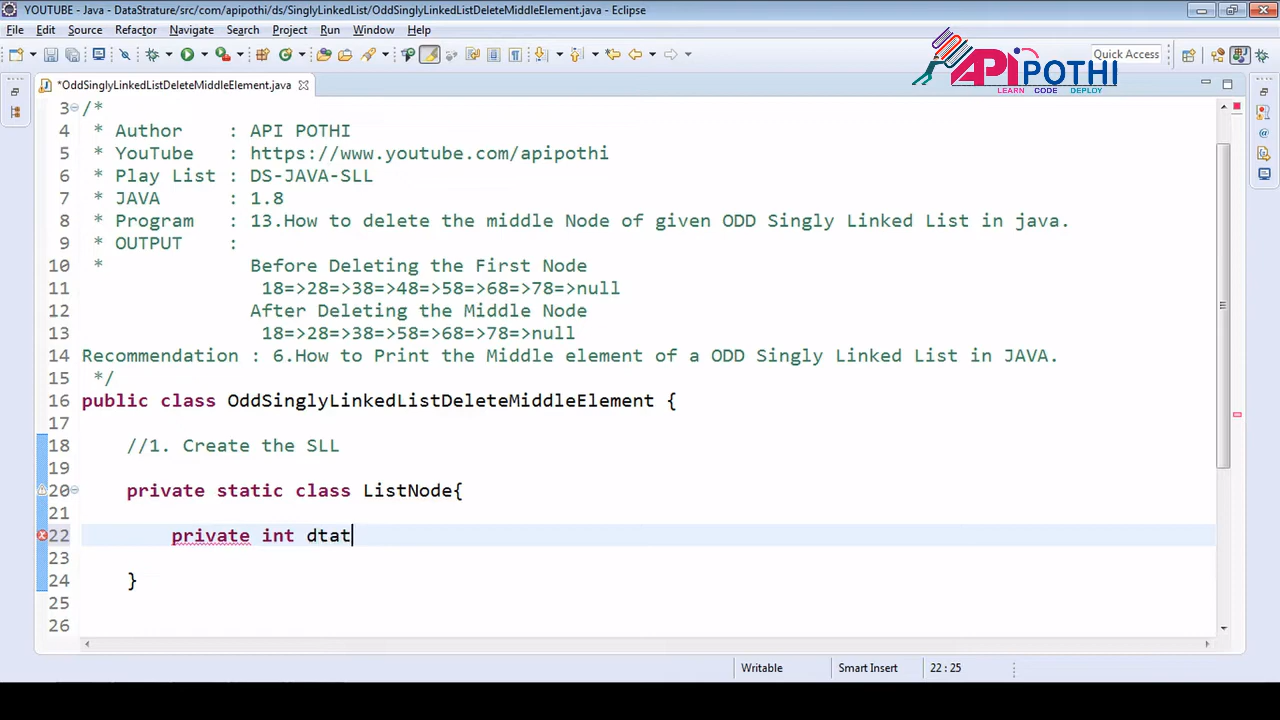 YOUTUBE - Java - DataStrature/src/com/apipothi/ds/SinglyLinkedList/OddSinglyLinkedListDeleteMiddleElement.java - Eclipse
File Edit Source Refactor Navigate Search Project Run Window Help
Quick Access
APIPOTHI
LEARN CODE DEPLOY
*OddSinglyLinkedListDeleteMiddleElement.java
3 /*
4 * Author : API POTHI
5 * YouTube : https://www.youtube.com/apipothi
6 * Play List : DS-JAVA-SLL
7 * JAVA : 1.8
8 * Program : 13.How to delete the middle Node of given ODD Singly Linked List in java.
9 * OUTPUT :
10 * Before Deleting the First Node
11 18=>28=>38=>48=>58=>68=>78=>null
12 After Deleting the Middle Node
13 18=>28=>38=>58=>68=>78=>null
14 Recommendation : 6.How to Print the Middle element of a ODD Singly Linked List in JAVA.
15 */
16 public class OddSinglyLinkedListDeleteMiddleElement {
17
18 //1. Create the SLL
19
20 private static class ListNode{
21
22 private int dtat
23
24 }
25
26
Writable Smart Insert 22 : 25